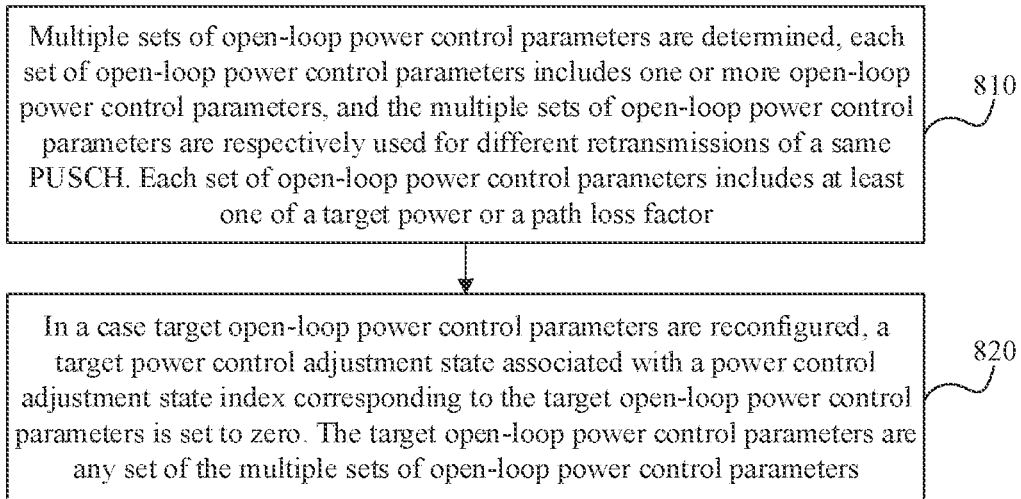 Multiple sets of open-loop power control parameters are determined, each
set of open-loop power control parameters includes one or more open-loop
power control parameters, and the multiple sets of open-loop power control
parameters are respectively used for different retransmissions of a same
PUSCH. Each set of open-loop power control parameters includes at least
one of a target power or a path loss factor
810
In a case target open-loop power control parameters are reconfigured, a
target power control adjustment state associated with a power control
adjustment state index corresponding to the target open-loop power control
parameters is set to zero. The target open-loop power control parameters are
any set of the multiple sets of open-loop power control parameters
820